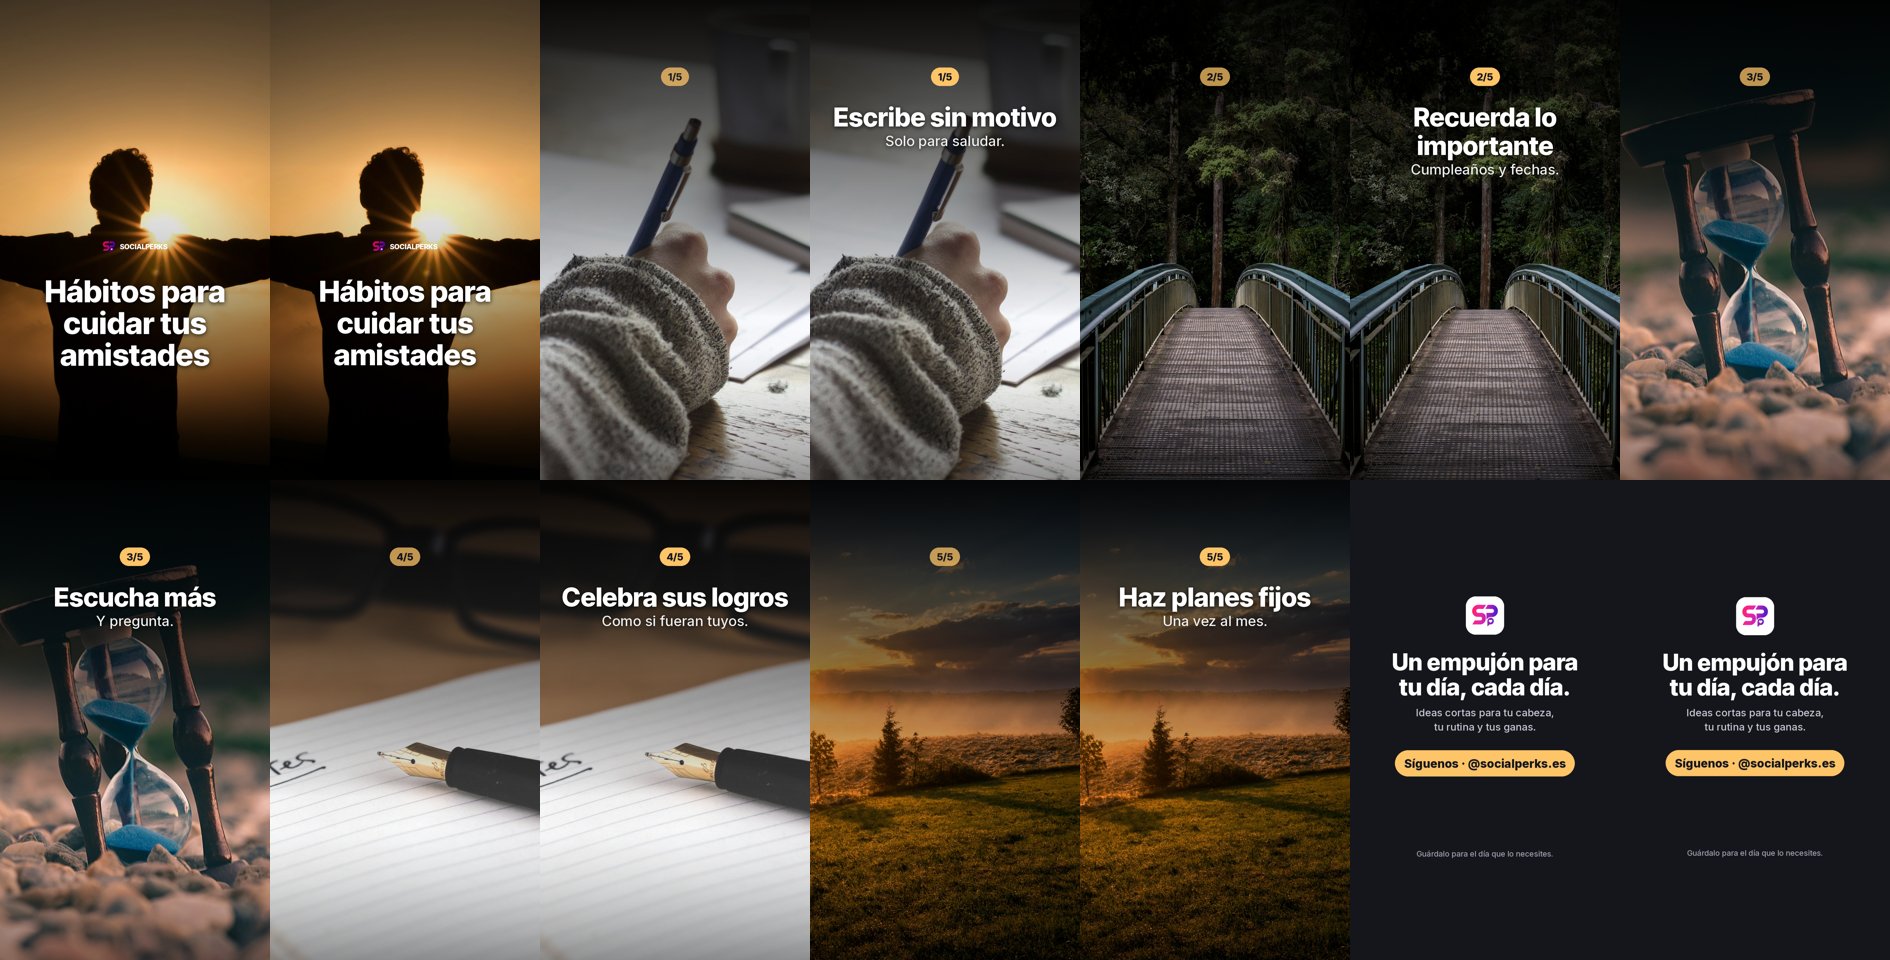 SP SOCIALPERKS
Hábitos para
cuidar tus
amistades
SP SOCIALPERKS
Hábitos para
cuidar tus
amistades
1/5
1/5
Escribe sin motivo
Solo para saludar.
2/5
2/5
Recuerda lo
importante
Cumpleaños y fechas.
3/5
3/5
Escucha más
Y pregunta.
4/5
4/5
Celebra sus logros
Como si fueran tuyos.
5/5
5/5
Haz planes fijos
Una vez al mes.
SPp
Un empujón para
tu día, cada día.
Ideas cortas para tu cabeza,
tu rutina y tus ganas.
Síguenos · @socialperks.es
Guárdalo para el día que lo necesites.
SPp
Un empujón para
tu día, cada día.
Ideas cortas para tu cabeza,
tu rutina y tus ganas.
Síguenos · @socialperks.es
Guárdalo para el día que lo necesites.